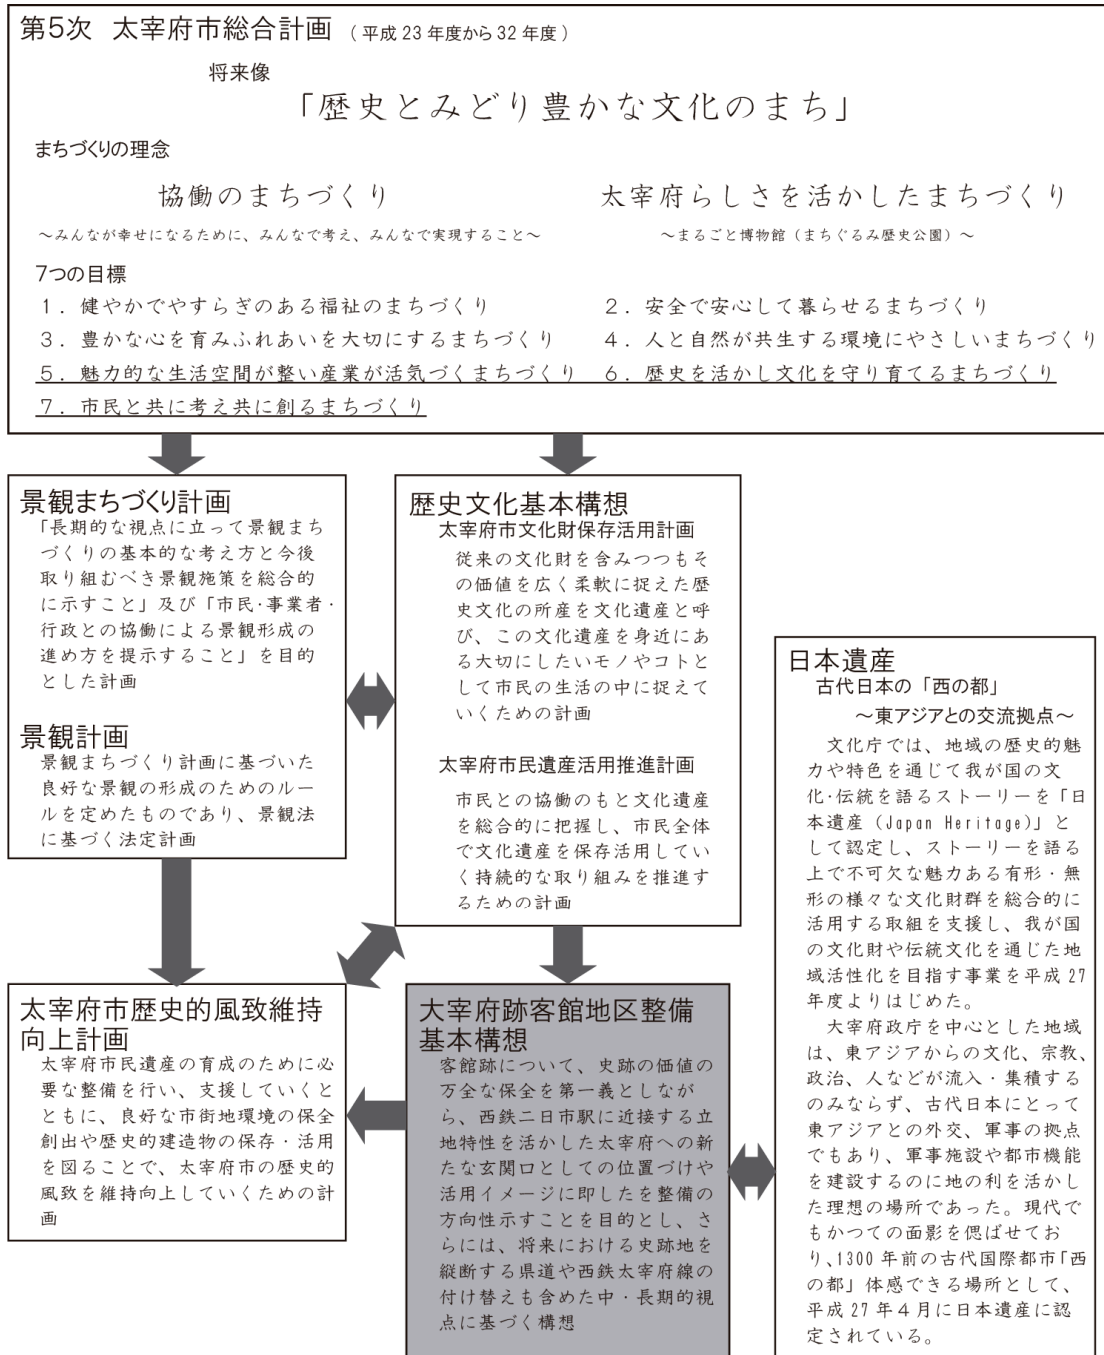 第5次 太宰府市総合計画 (平成23年度から32年度)
将来像
「歴史とみどり豊かな文化のまち」
まちづくりの理念
協働のまちづくり
太宰府らしさを活かしたまちづくり
~みんなが幸せになるために、みんなで考え、みんなで実現すること~
~まるごと博物館(まちぐるみ歴史公園)~
7つの目標
1.健やかでやすらぎのある福祉のまちづくり
2.安全で安心して暮らせるまちづくり
3.豊かな心を育みふれあいを大切にするまちづくり
4.人と自然が共生する環境にやさしいまちづくり
5.魅力的な生活空間が整い産業が活気づくまちづくり
6.歴史を活かし文化を守り育てるまちづくり
7.市民と共に考え共に創るまちづくり
景観まちづくり計画
「長期的な視点に立って景観まち
づくりの基本的な考え方と今後
取り組むべき景観施策を総合的
に示すこと」及び「市民・事業者・
行政との協働による景観形成の
進め方を提示すること」を目的
とした計画
景観計画
景観まちづくり計画に基づいた
良好な景観の形成のためのルー
ルを定めたものであり、景観法
に基づく法定計画
歴史文化基本構想
太宰府市文化財保存活用計画
従来の文化財を含みつつもそ
の価値を広く柔軟に捉えた歴
史文化の所産を文化遺産と呼
び、この文化遺産を身近にあ
る大切にしたいモノやコトと
して市民の生活の中に捉えて
いくための計画
太宰府市民遺産活用推進計画
市民との協働のもと文化遺産
を総合的に把握し、市民全体
で文化遺産を保存活用してい
く持続的な取り組みを推進す
るための計画
太宰府市歴史的風致維持
向上計画
太宰府市民遺産の育成のために必
要な整備を行い、支援していくと
ともに、良好な市街地環境の保全
創出や歴史的建造物の保存・活用
を図ることで、太宰府市の歴史的
風致を維持向上していくための計
画
大宰府跡客館地区整備
基本構想
客館跡について、史跡の価値の
万全な保全を第一義としなが
ら、西鉄二日市駅に近接する立
地特性を活かした太宰府への新
たな玄関口としての位置づけや
活用イメージに即したを整備の
方向性示すことを目的とし、さ
らには、将来における史跡地を
縦断する県道や西鉄太宰府線の
付け替えも含めた中・長期的視
点に基づく構想
日本遺産
古代日本の「西の都」
~東アジアとの交流拠点~
文化庁では、地域の歴史的魅
力や特色を通じて我が国の文
化・伝統を語るストーリーを「日
本遺産(Japan Heritage)」と
して認定し、ストーリーを語る
上で不可欠な魅力ある有形・無
形の様々な文化財群を総合的に
活用する取組を支援し、我が国
の文化財や伝統文化を通じた地
域活性化を目指す事業を平成27
年度よりはじめた。
大宰府政庁を中心とした地域
は、東アジアからの文化、宗教、
政治、人などが流入・集積する
のみならず、古代日本にとって
東アジアとの外交、軍事の拠点
でもあり、軍事施設や都市機能
を建設するのに地の利を活かし
た理想の場所であった。現代で
もかつての面影を偲ばせてお
り、1300年前の古代国際都市「西
の都」体感できる場所として、
平成27年4月に日本遺産に認
定されている。